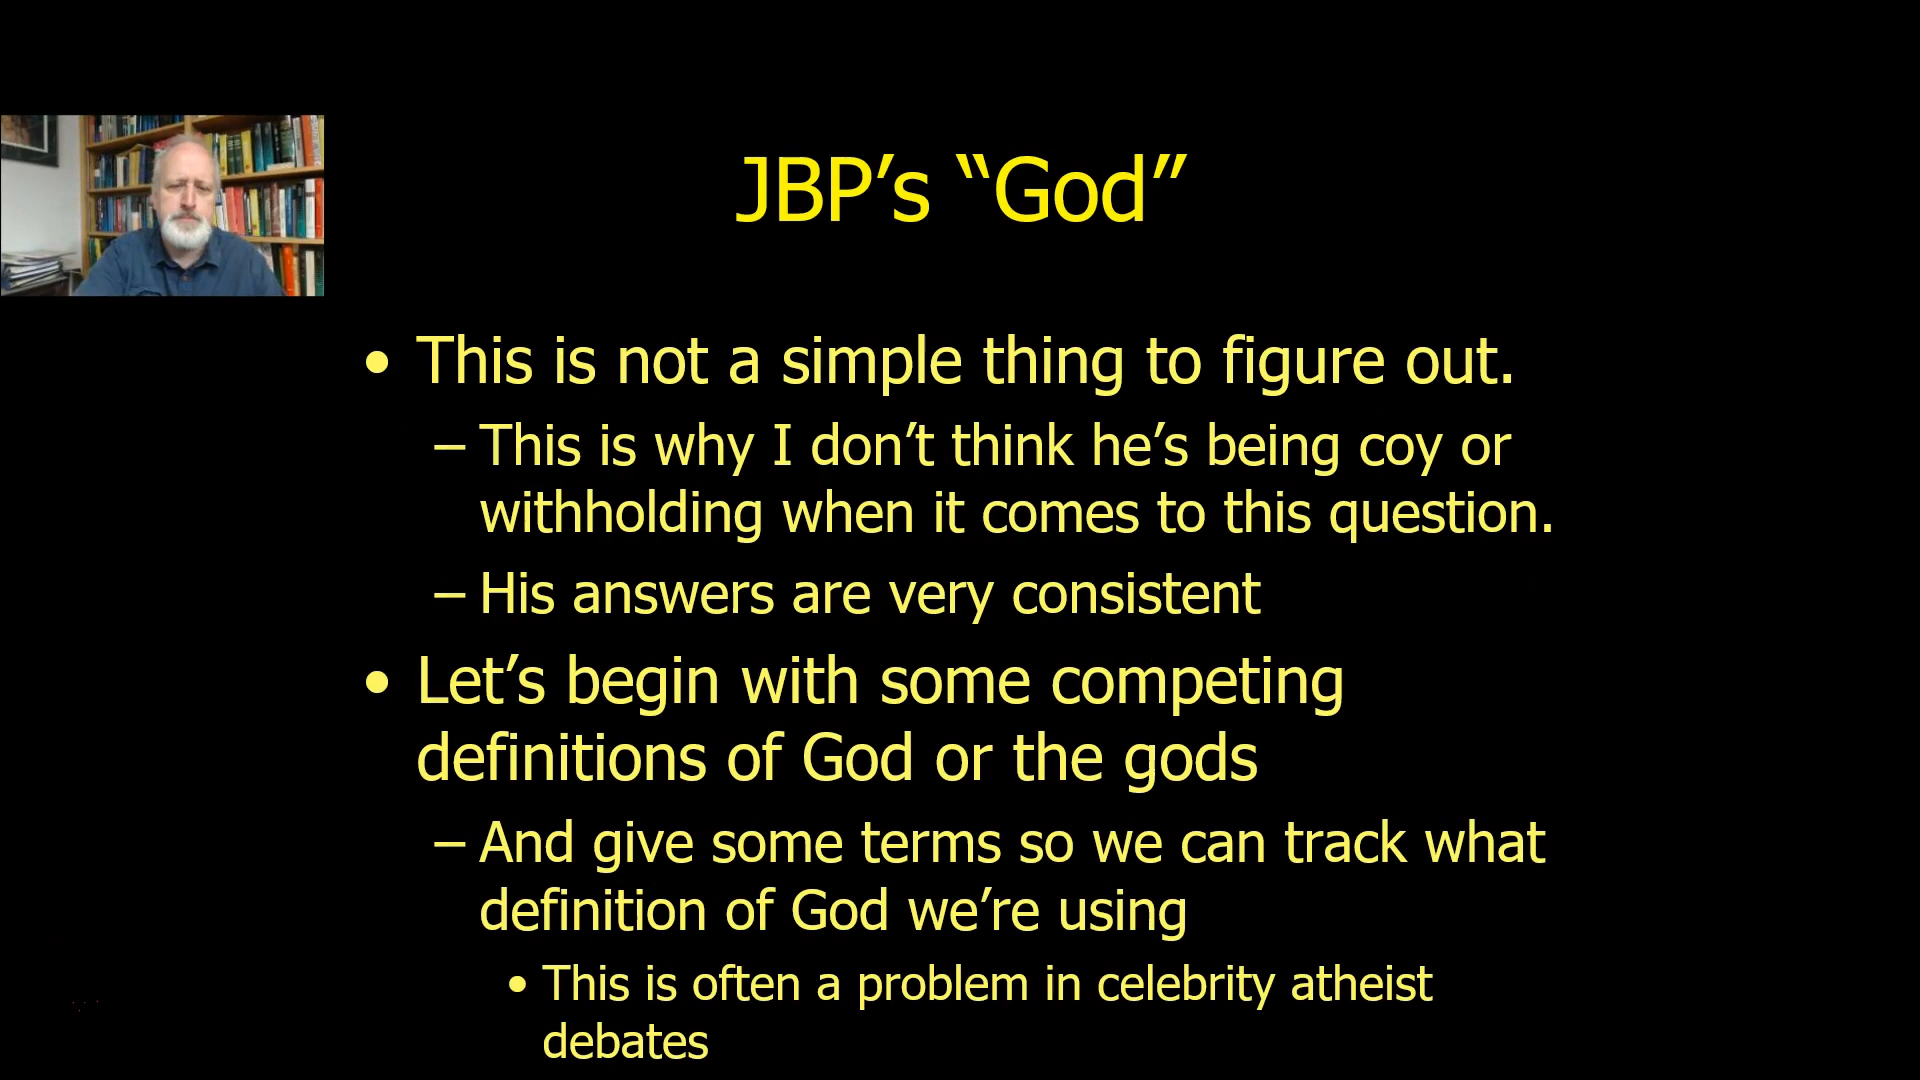 JBP’s “God”
• This is not a simple thing to figure out.
– This is why I don’t think he’s being coy or
withholding when it comes to this question.
– His answers are very consistent
• Let’s begin with some competing
definitions of God or the gods
– And give some terms so we can track what
definition of God we’re using
• This is often a problem in celebrity atheist
debates